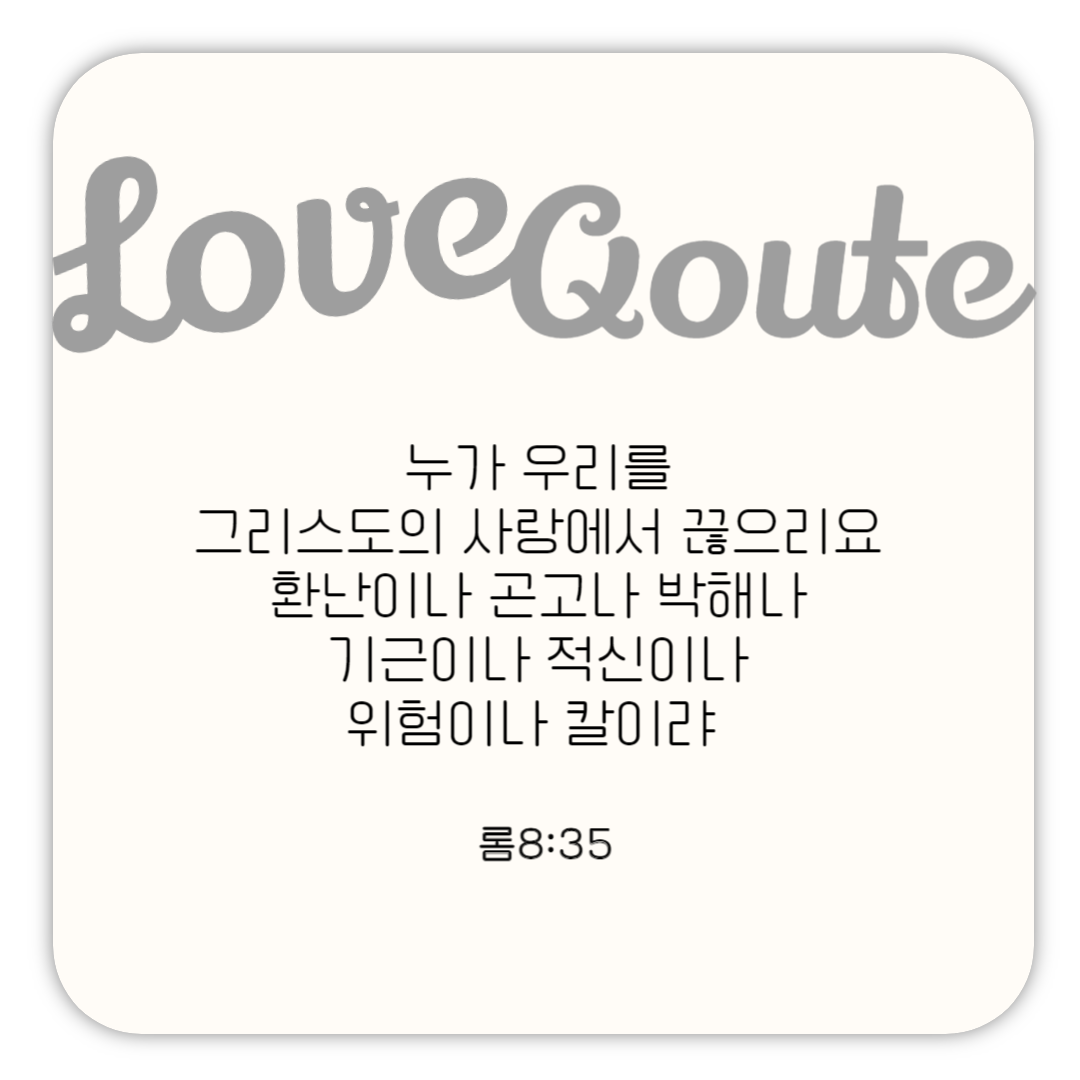 LoveQoute
누가 우리를
그리스도의 사랑에서 끊으리요
환난이나 곤고나 박해나
기근이나 적신이나
위험이나 칼이랴
롬8:35